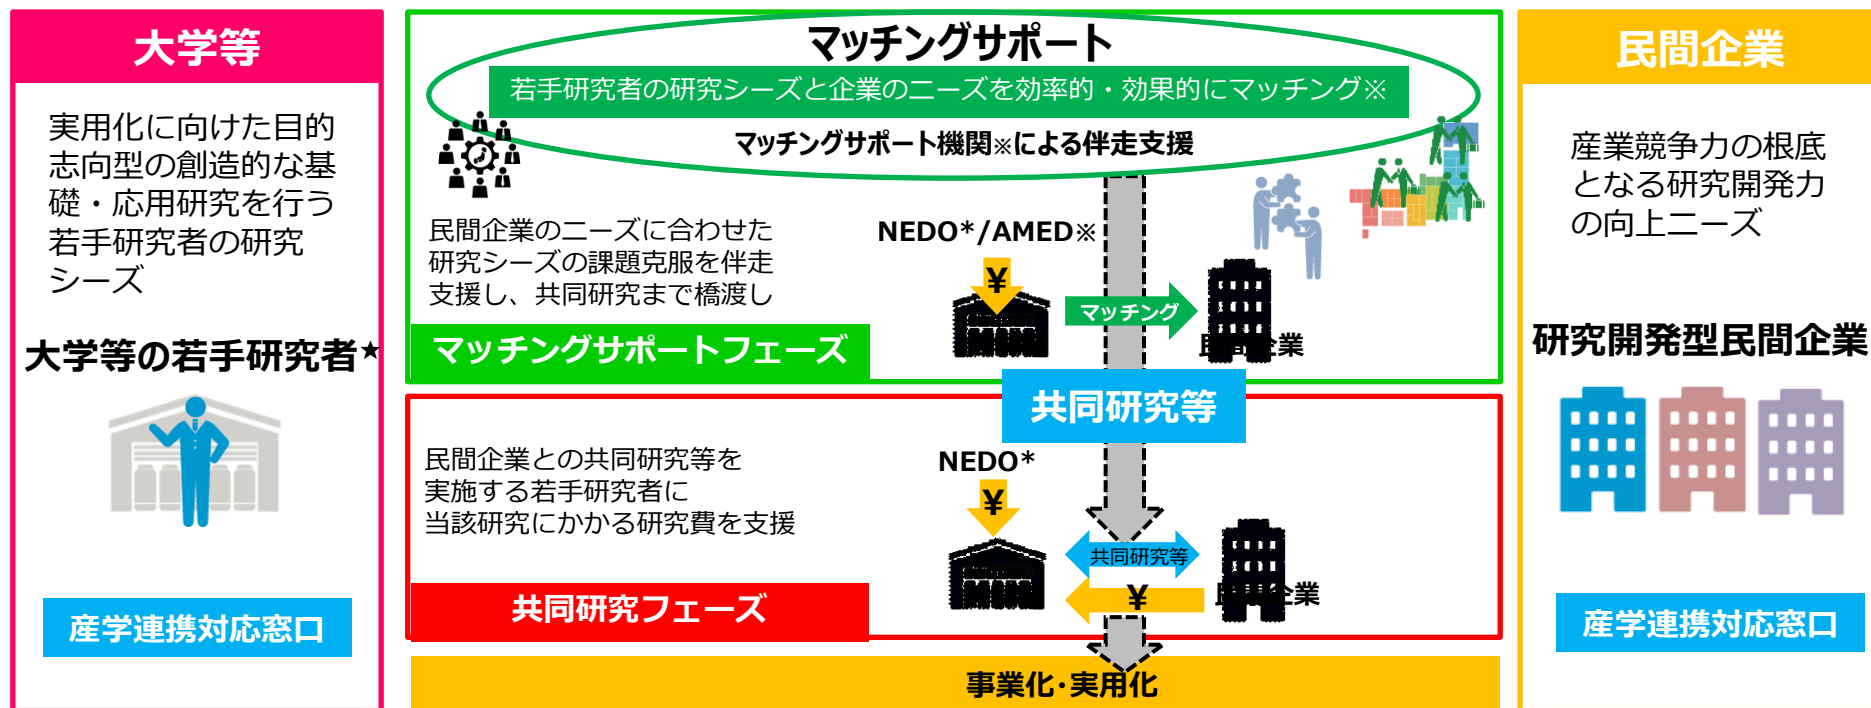 大学等
実用化に向けた目的
志向型の創造的な基
礎・応用研究を行う
若手研究者の研究
シーズ
大学等の若手研究者★
産学連携対応窓口
マッチングサポート
若手研究者の研究シーズと企業のニーズを効率的・効果的にマッチング※
マッチングサポート機関※による伴走支援
民間企業のニーズに合わせた
研究シーズの課題克服を伴走
支援し、共同研究まで橋渡し
NEDO*/AMED※
¥
マッチング
民間企業
マッチングサポートフェーズ
共同研究等
民間企業との共同研究等を
実施する若手研究者に
当該研究にかかる研究費を支援
NEDO*
¥
共同研究等
¥
民間企業
共同研究フェーズ
事業化・実用化
民間企業
産業競争力の根底
となる研究開発力
の向上ニーズ
研究開発型民間企業
産学連携対応窓口